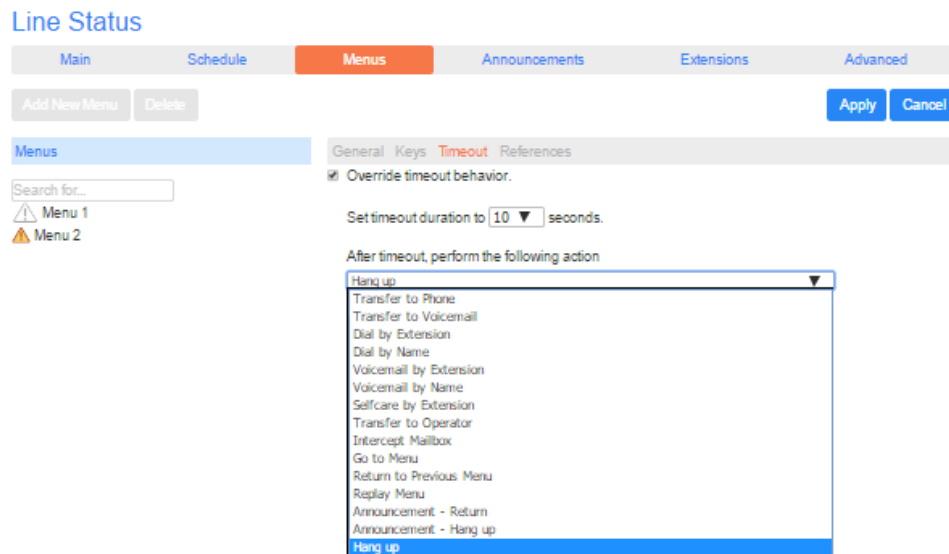 Line Status
Main Schedule Menus Announcements Extensions Advanced
Add New Menu Delete Apply Cancel
Menus
Search for...
Menu 1
Menu 2
General Keys Timeout References
Override timeout behavior.
Set timeout duration to 10 seconds.
After timeout, perform the following action
Hang up
Transfer to Phone
Transfer to Voicemail
Dial by Extension
Dial by Name
Voicemail by Extension
Voicemail by Name
Selfcare by Extension
Transfer to Operator
Intercept Mailbox
Go to Menu
Return to Previous Menu
Replay Menu
Announcement - Return
Announcement - Hang up
Hang up